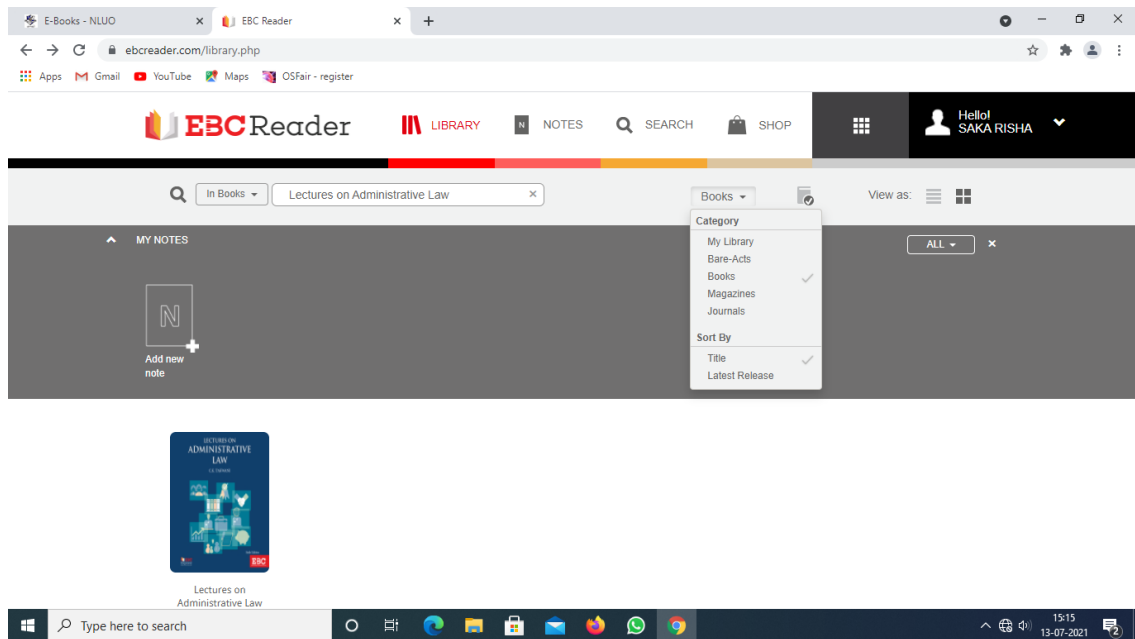 E-Books - NLUO
EBC Reader
ebcreader.com/library.php
Apps Gmail YouTube Maps OSFair - register
EBCReader
LIBRARY
N NOTES
SEARCH
SHOP
Hello!
SAKA RISHA
In Books
Lectures on Administrative Law
Books
View as:
Category
My Library
Bare-Acts
Books
Magazines
Journals
Sort By
Title
Latest Release
MY NOTES
ALL
N
Add new
note
LECTURES ON
ADMINISTRATIVE
LAW
EBC
Lectures on
Administrative Law
Type here to search
15:15
13-07-2021
2